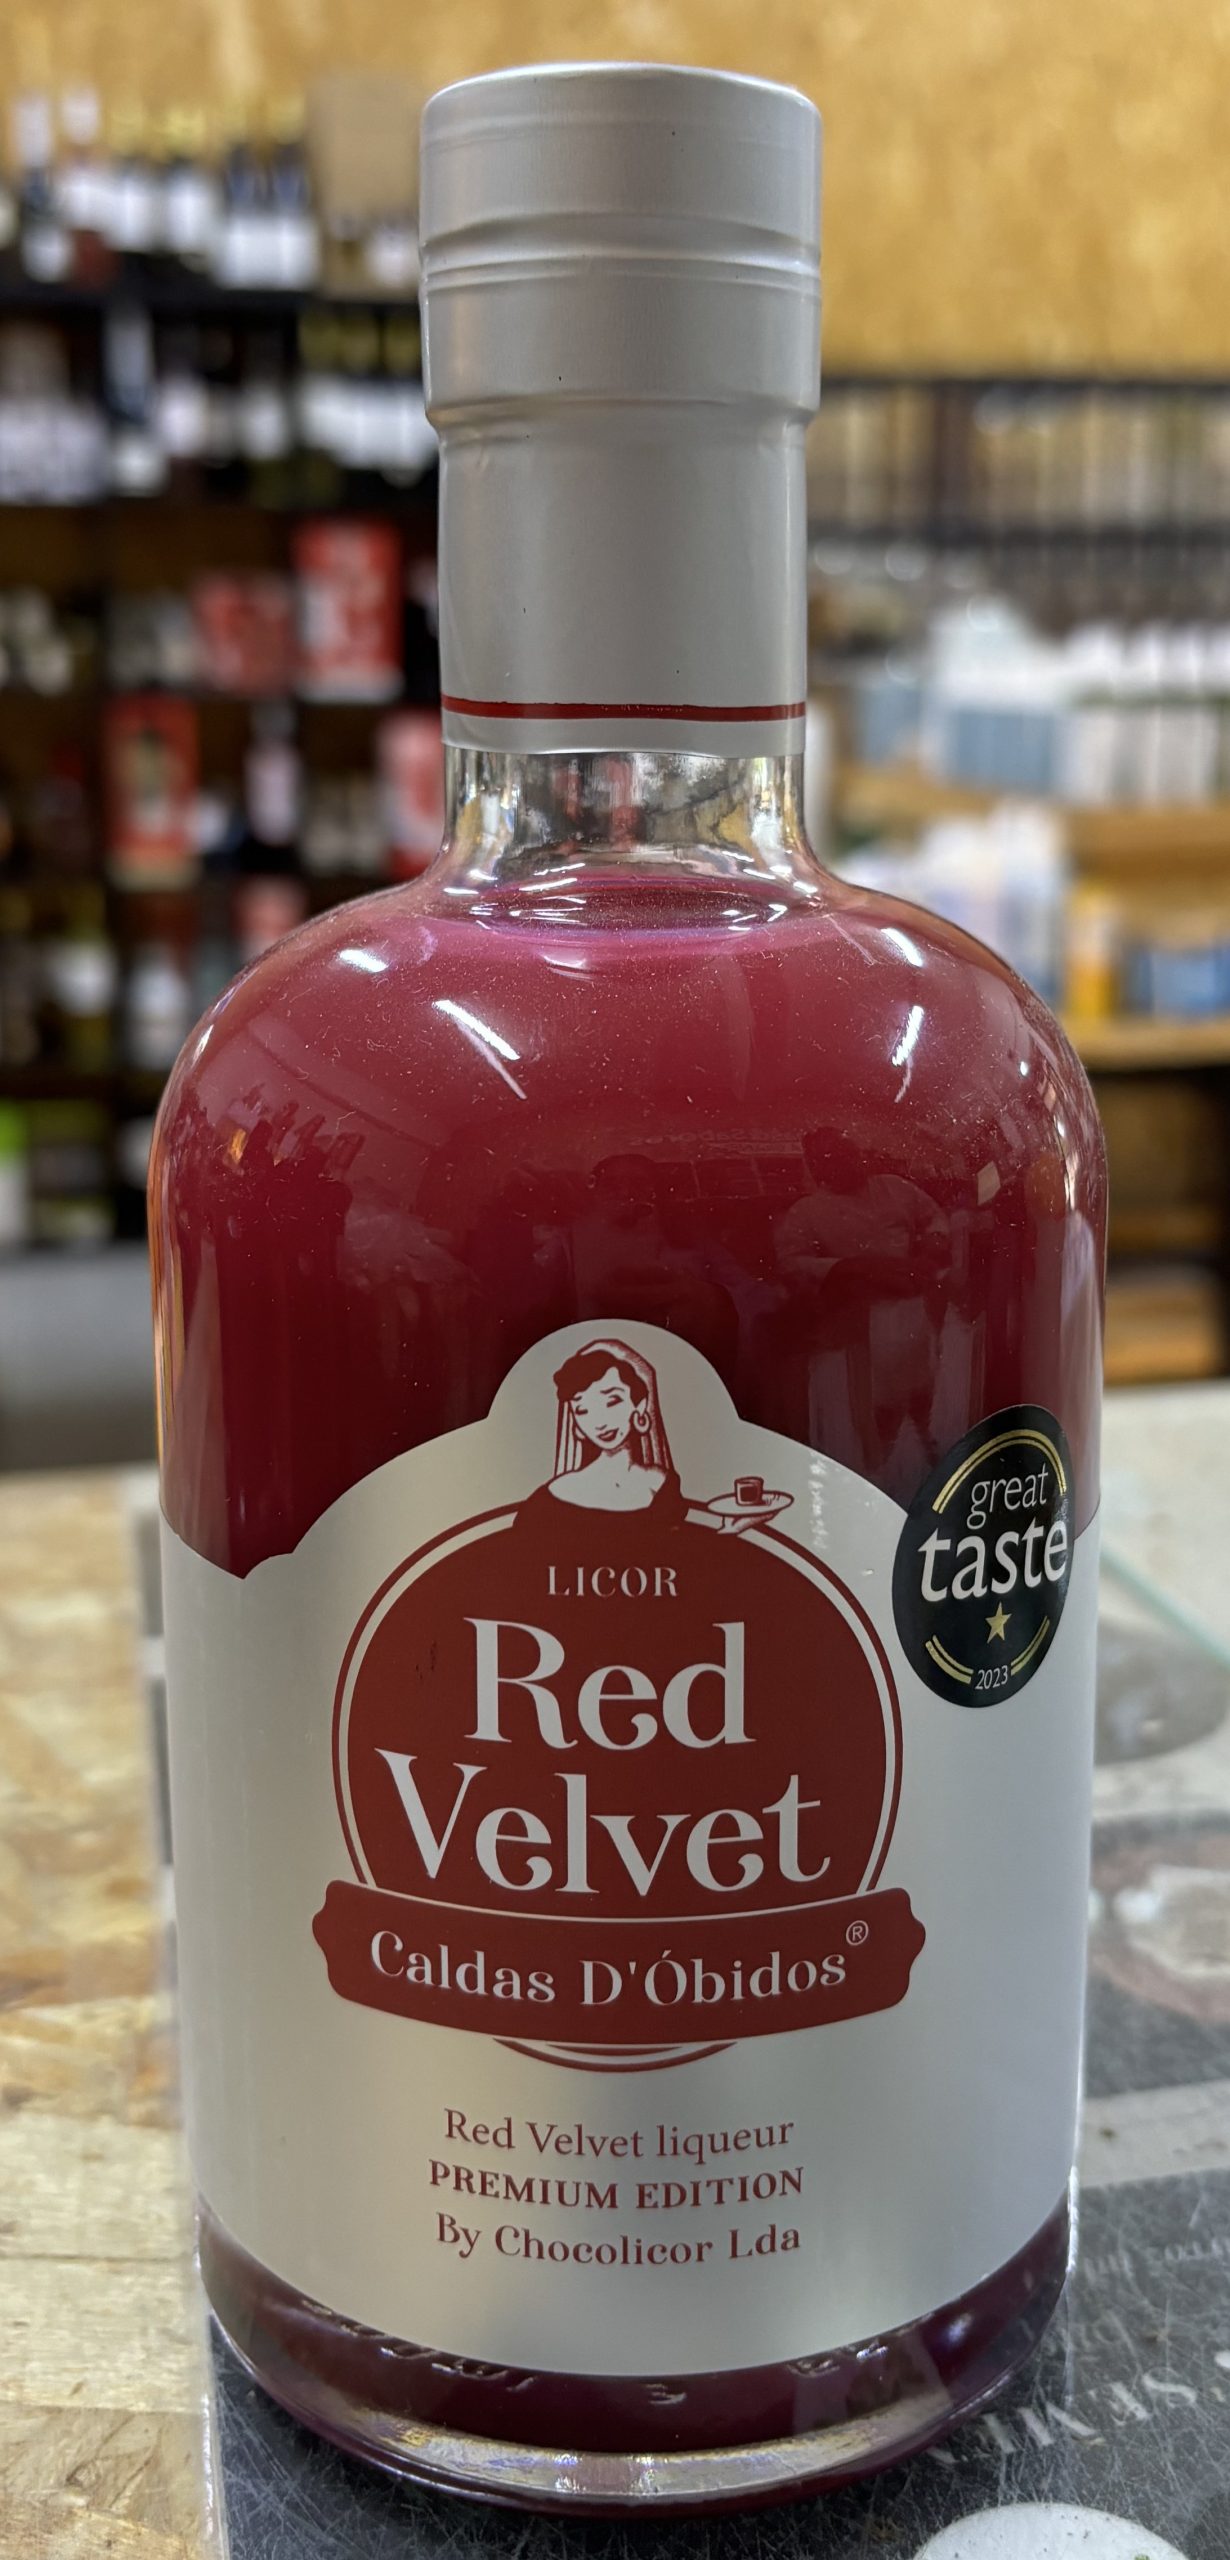 LICOR
Red
Velvet
Caldas D'Óbidos®
Red Velvet liqueur
PREMIUM EDITION
By Chocolicor Lda
great
taste
2023